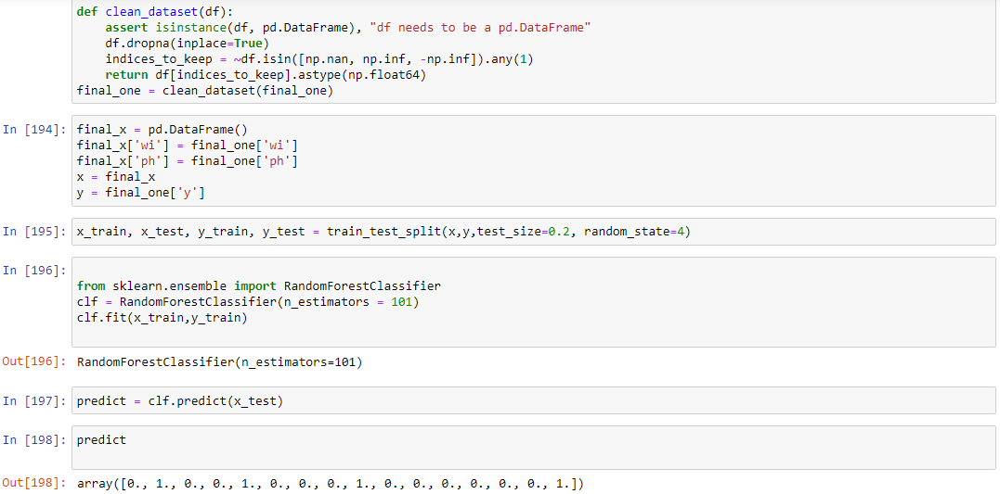 def clean_dataset(df):
    assert isinstance(df, pd.DataFrame), "df needs to be a pd.DataFrame"
    df.dropna(inplace=True)
    indices_to_keep = ~df.isin([np.nan, np.inf, -np.inf]).any(1)
    return df[indices_to_keep].astype(np.float64)
final_one = clean_dataset(final_one)
In [194]: final_x = pd.DataFrame()
final_x['wi'] = final_one['wi']
final_x['ph'] = final_one['ph']
x = final_x
y = final_one['y']
In [195]: x_train, x_test, y_train, y_test = train_test_split(x,y,test_size=0.2, random_state=4)
In [196]:
from sklearn.ensemble import RandomForestClassifier
clf = RandomForestClassifier(n_estimators = 101)
clf.fit(x_train,y_train)
Out[196]: RandomForestClassifier(n_estimators=101)
In [197]: predict = clf.predict(x_test)
In [198]: predict
Out[198]: array([0., 1., 0., 0., 1., 0., 0., 0., 1., 0., 0., 0., 0., 0., 0., 1.])